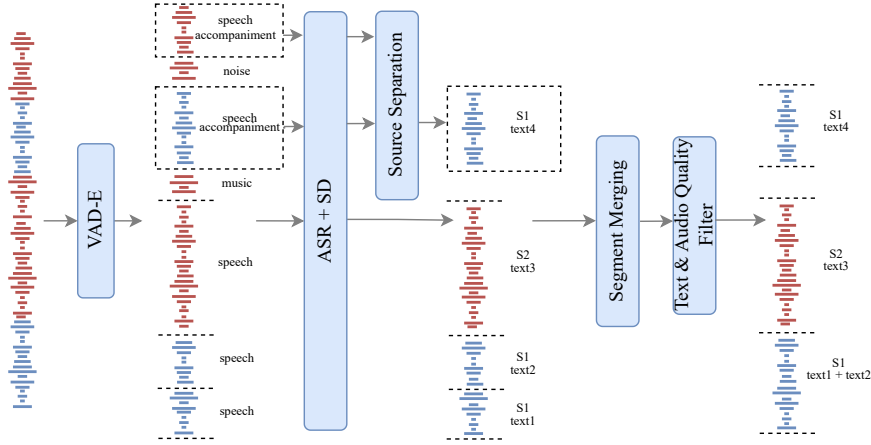 VAD-E
speech
accompaniment
noise
speech
accompaniment
music
speech
speech
speech
ASR + SD
Source Separation
S1
text4
S2
text3
S1
text2
S1
text1
Segment Merging
Text & Audio Quality
Filter
S1
text4
S2
text3
S1
text1 + text2